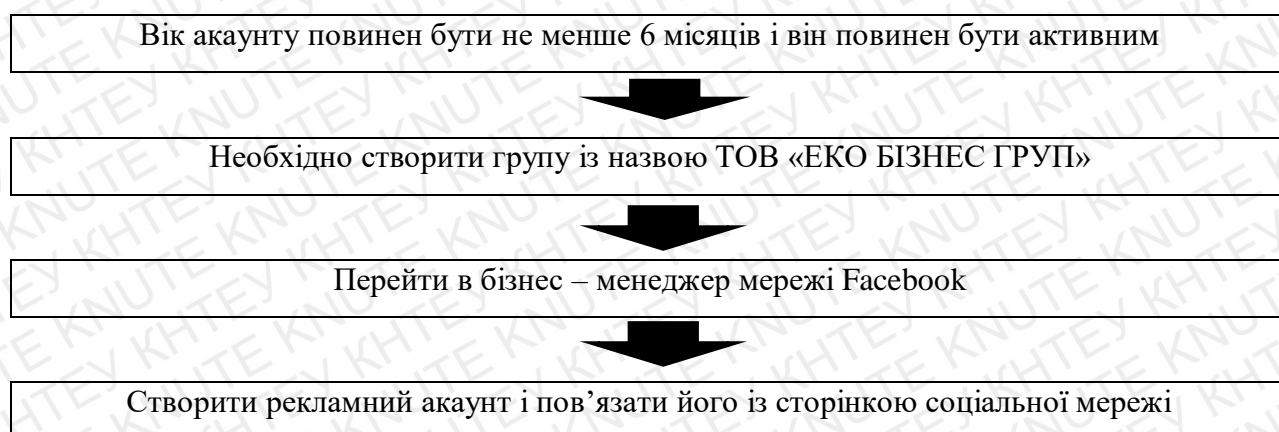 Вік акаунту повинен бути не менше 6 місяців і він повинен бути активним
Необхідно створити групу із назвою ТОВ «ЕКО БІЗНЕС ГРУП»
Перейти в бізнес – менеджер мережі Facebook
Створити рекламний акаунт і пов’язати його із сторінкою соціальної мережі